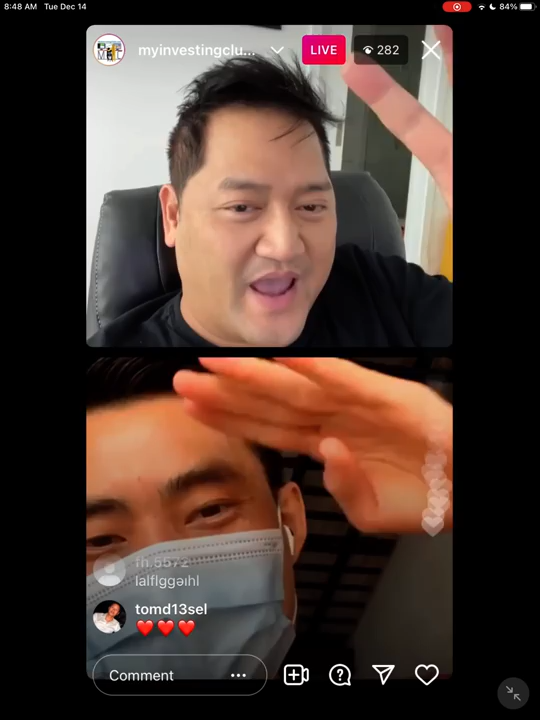 8:48 AM Tue Dec 14
84%
myinvestingclu...
LIVE
282
tomd13sel
❤️❤️❤️
Comment